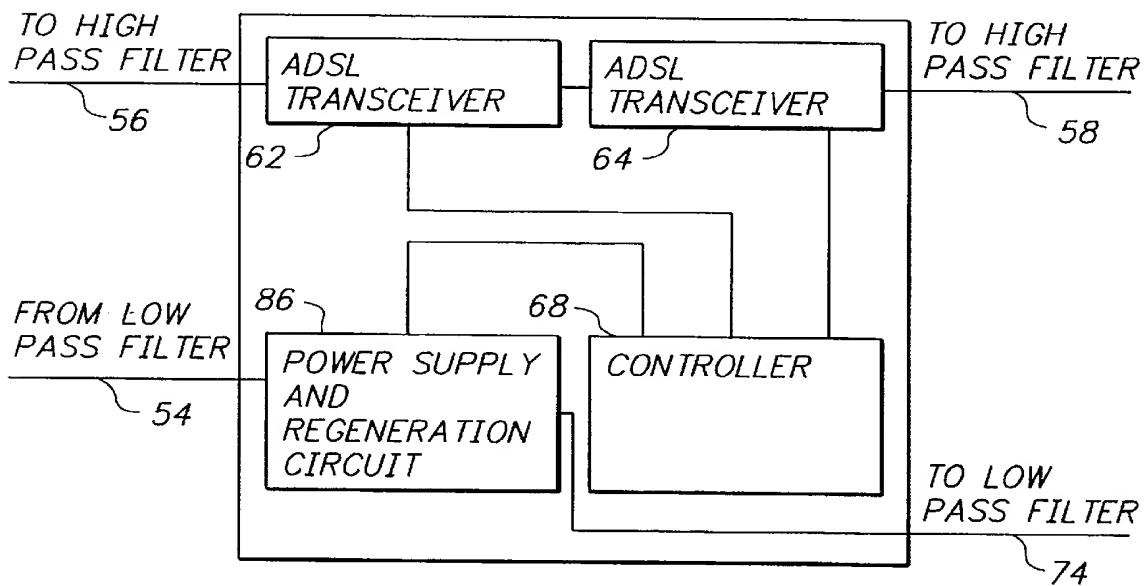 TO HIGH
PASS FILTER
56
ADSL
TRANSCEIVER
62
ADSL
TRANSCEIVER
64
TO HIGH
PASS FILTER
58
FROM LOW
PASS FILTER
54
86
POWER SUPPLY
AND
REGENERATION
CIRCUIT
68
CONTROLLER
TO LOW
PASS FILTER
74